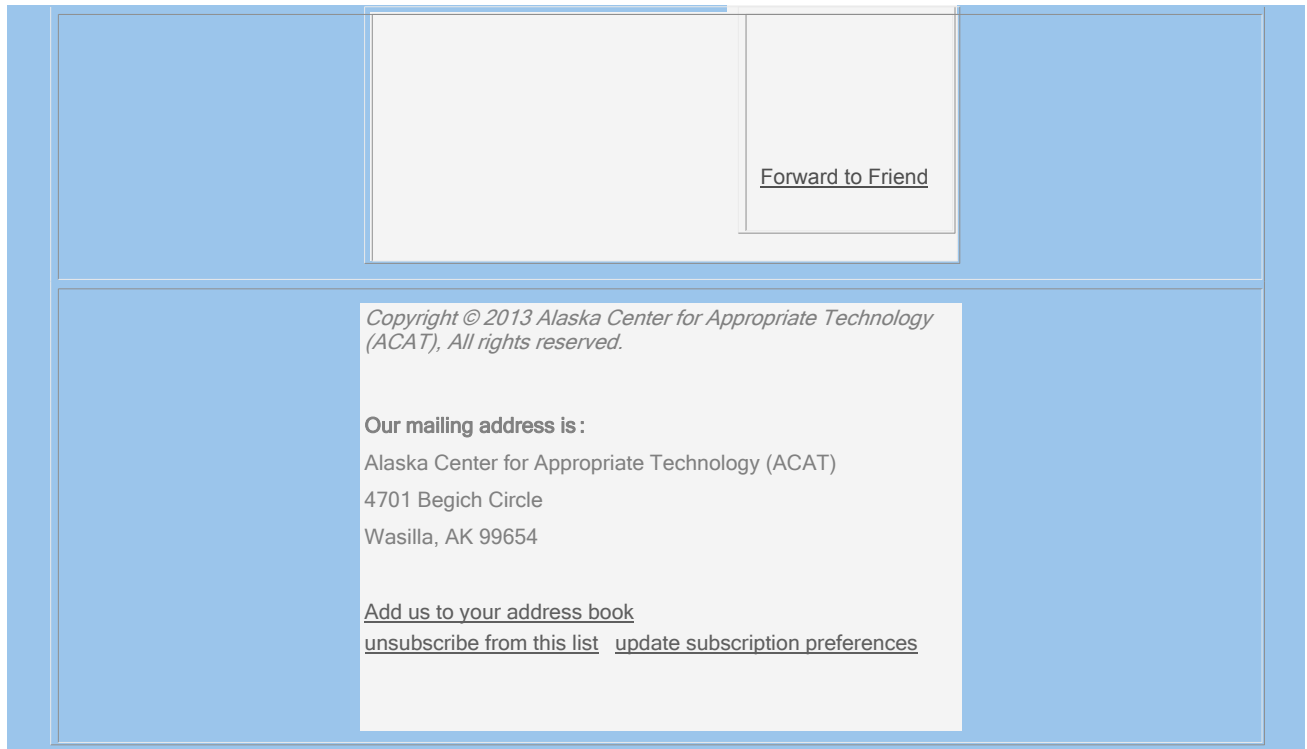 Forward to Friend
Copyright © 2013 Alaska Center for Appropriate Technology
(ACAT), All rights reserved.
Our mailing address is:
Alaska Center for Appropriate Technology (ACAT)
4701 Begich Circle
Wasilla, AK 99654
Add us to your address book
unsubscribe from this list update subscription preferences